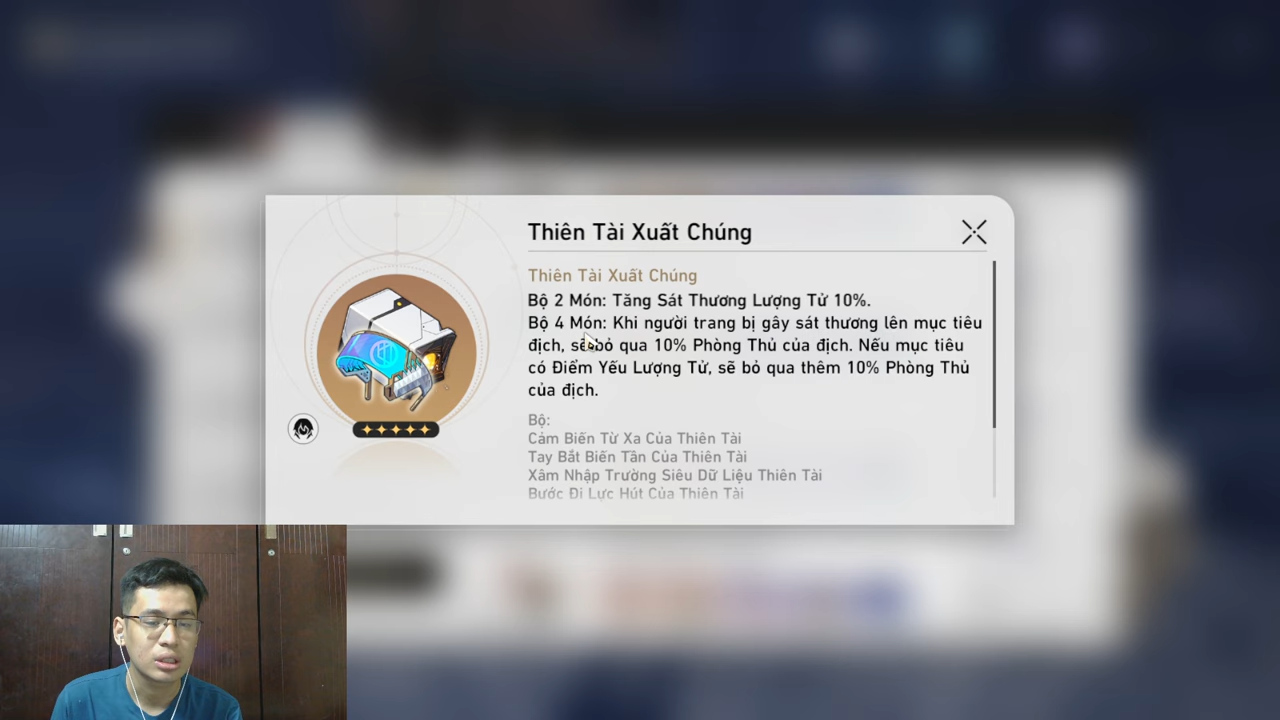 Thiên Tài Xuất Chúng
Thiên Tài Xuất Chúng
Bộ 2 Món: Tăng Sát Thương Lượng Tử 10%.
Bộ 4 Món: Khi người trang bị gây sát thương lên mục tiêu
địch, sẽ bỏ qua 10% Phòng Thủ của địch. Nếu mục tiêu
có Điểm Yếu Lượng Tử, sẽ bỏ qua thêm 10% Phòng Thủ
của địch.
Bộ:
Cảm Biến Từ Xa Của Thiên Tài
Tay Bắt Biến Tần Của Thiên Tài
Xâm Nhập Trường Siêu Dữ Liệu Thiên Tài
Bước Đi Lực Hút Của Thiên Tài